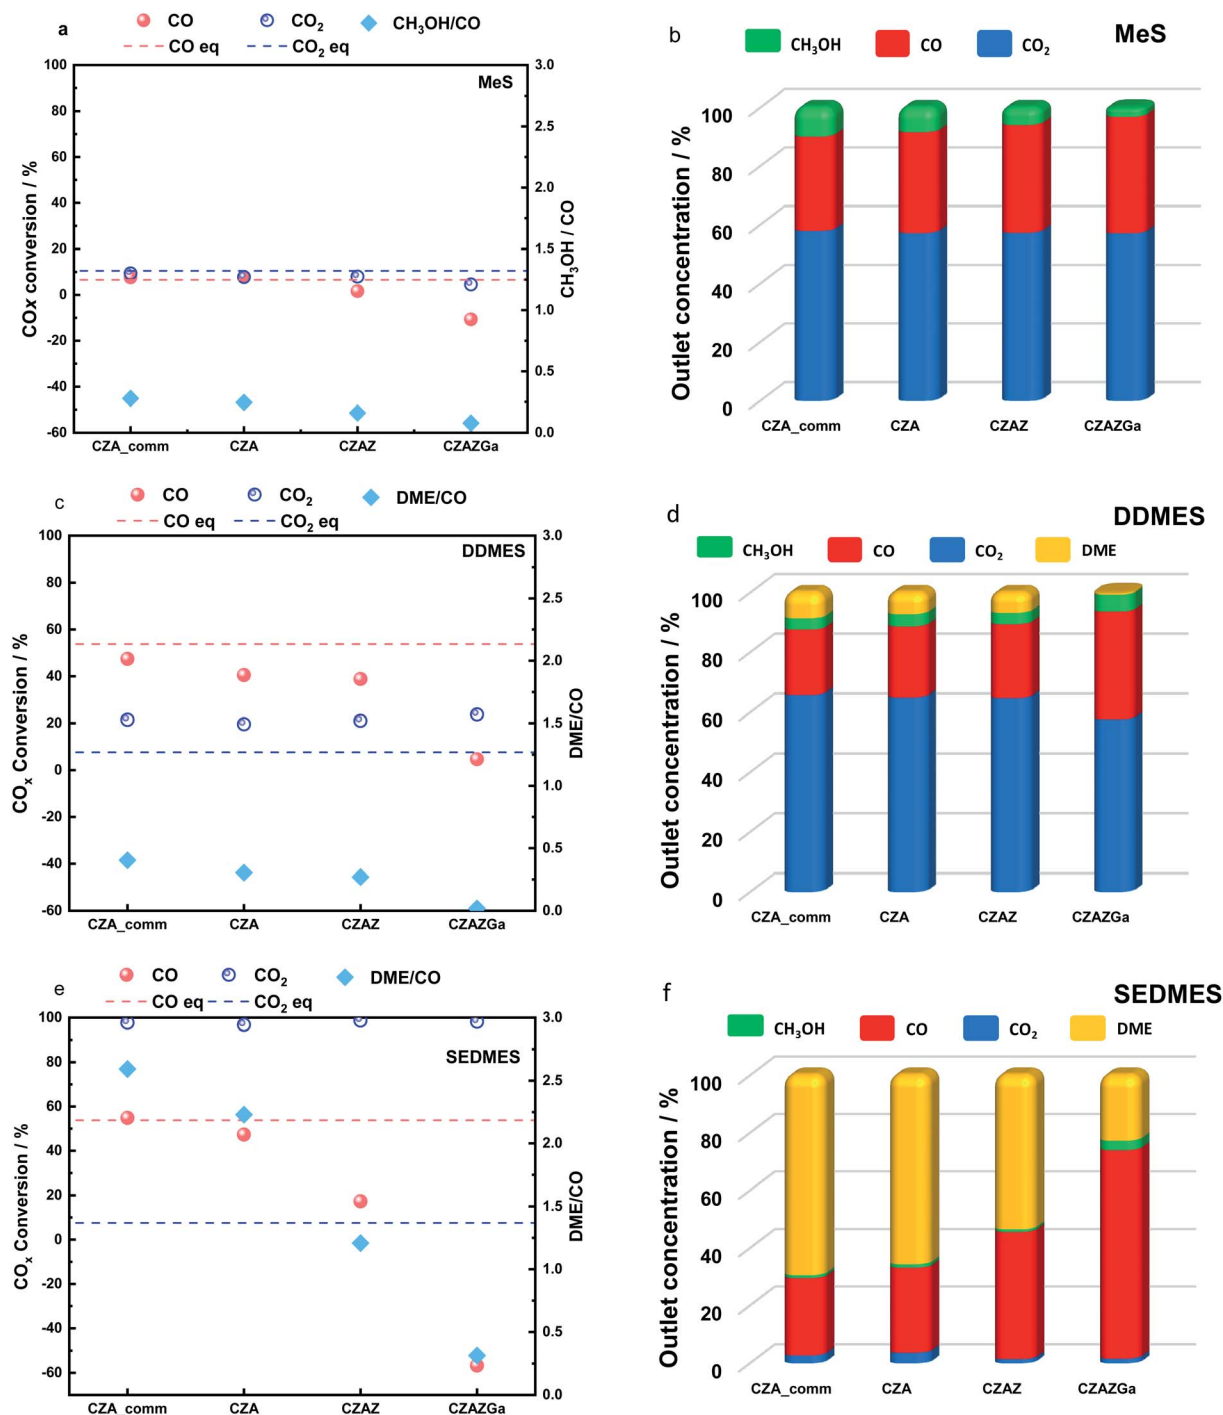 a
CO CO₂ CH₃OH/CO
CO eq CO₂ eq
MeS
100
80
60
40
20
0
-20
-40
-60
COx conversion / %
3.0
2.5
2.0
1.5
1.0
0.5
0.0
CH₃OH / CO
CZA_comm CZA CZAZ CZAZGa
b
MeS
CH₃OH CO CO₂
100
80
60
40
20
0
Outlet concentration / %
CZA_comm CZA CZAZ CZAZGa
c
CO CO₂ DME/CO
CO eq CO₂ eq
DDMES
100
80
60
40
20
0
-20
-40
-60
COₓ Conversion / %
3.0
2.5
2.0
1.5
1.0
0.5
0.0
DME/CO
CZA_comm CZA CZAZ CZAZGa
d
DDMES
CH₃OH CO CO₂ DME
100
80
60
40
20
0
Outlet concentration / %
CZA_comm CZA CZAZ CZAZGa
e
CO CO₂ DME/CO
CO eq CO₂ eq
SEDMES
100
80
60
40
20
0
-20
-40
-60
COₓ Conversion / %
3.0
2.5
2.0
1.5
1.0
0.5
0.0
DME/CO
CZA_comm CZA CZAZ CZAZGa
f
SEDMES
CH₃OH CO CO₂ DME
100
80
60
40
20
0
Outlet concentration / %
CZA_comm CZA CZAZ CZAZGa